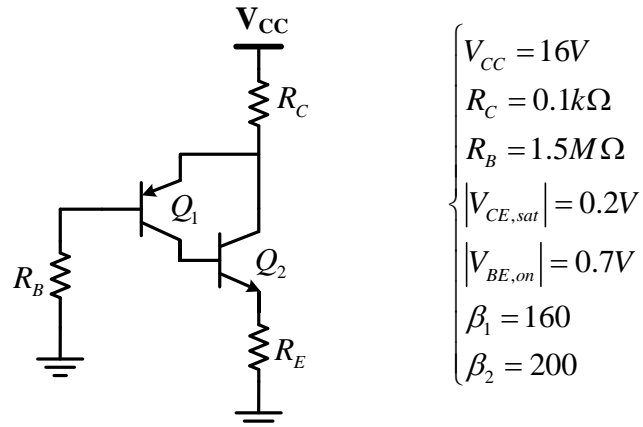 V_CC
R_C
Q_1
Q_2
R_B
R_E
V_CC = 16V
R_C = 0.1kΩ
R_B = 1.5MΩ
|V_CE,sat| = 0.2V
|V_BE,on| = 0.7V
β_1 = 160
β_2 = 200